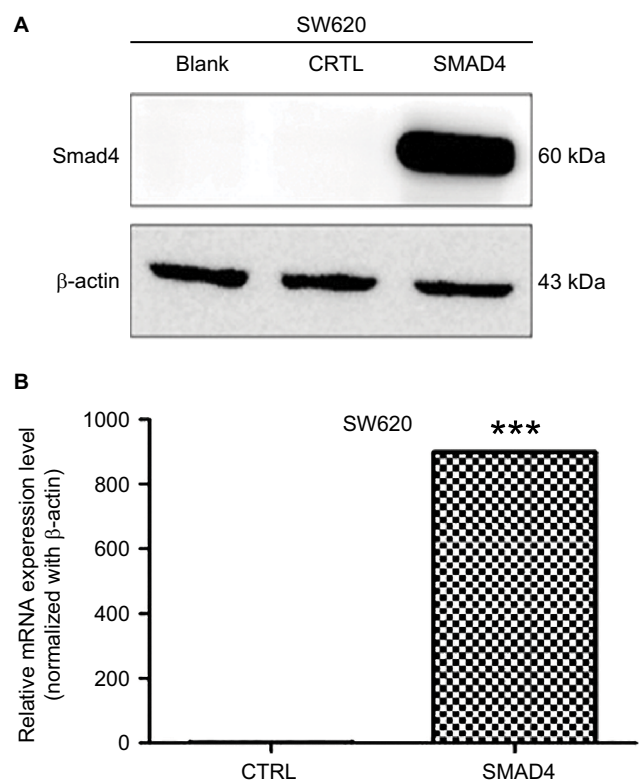 A
SW620
Blank CRTL SMAD4
Smad4 60 kDa
β-actin 43 kDa
B
Relative mRNA experession level
(normalized with β-actin)
1000
800
600
400
200
0
SW620
***
CTRL SMAD4